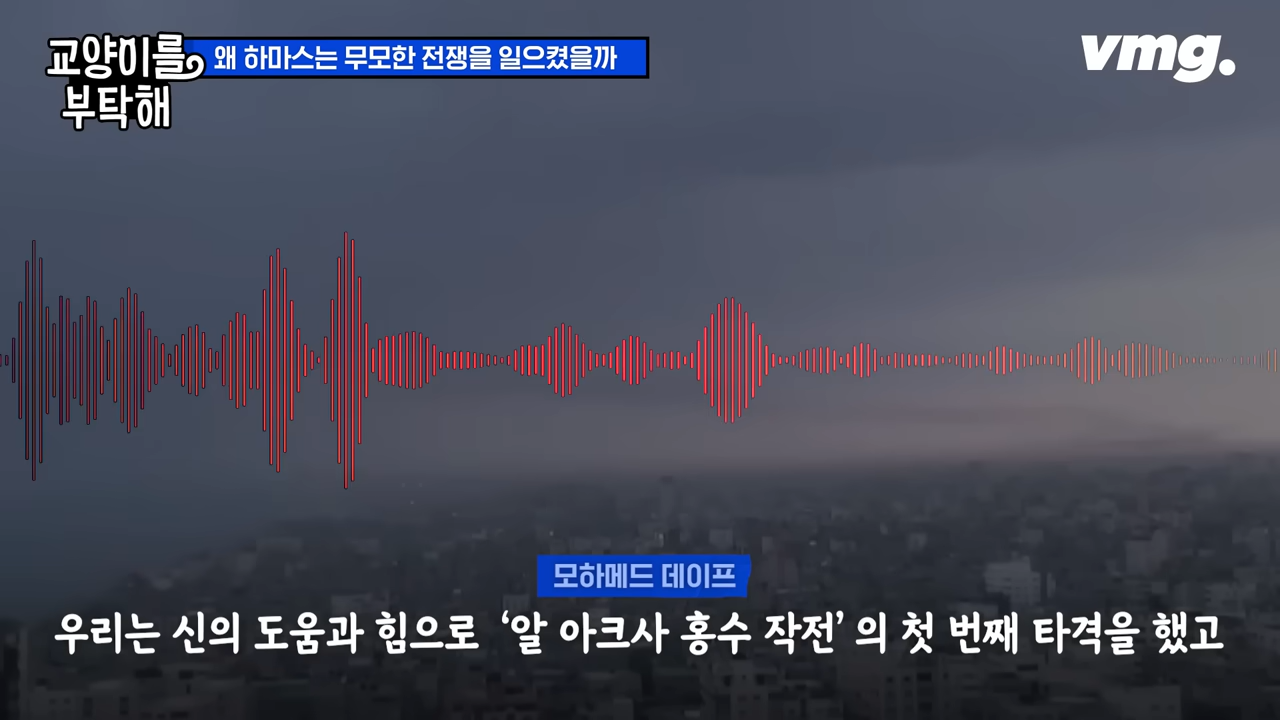 교양이를
부탁해
왜 하마스는 무모한 전쟁을 일으켰을까
vmg.
모하메드 데이프
우리는 신의 도움과 힘으로 ‘알 아크사 홍수 작전’의 첫 번째 타격을 했고